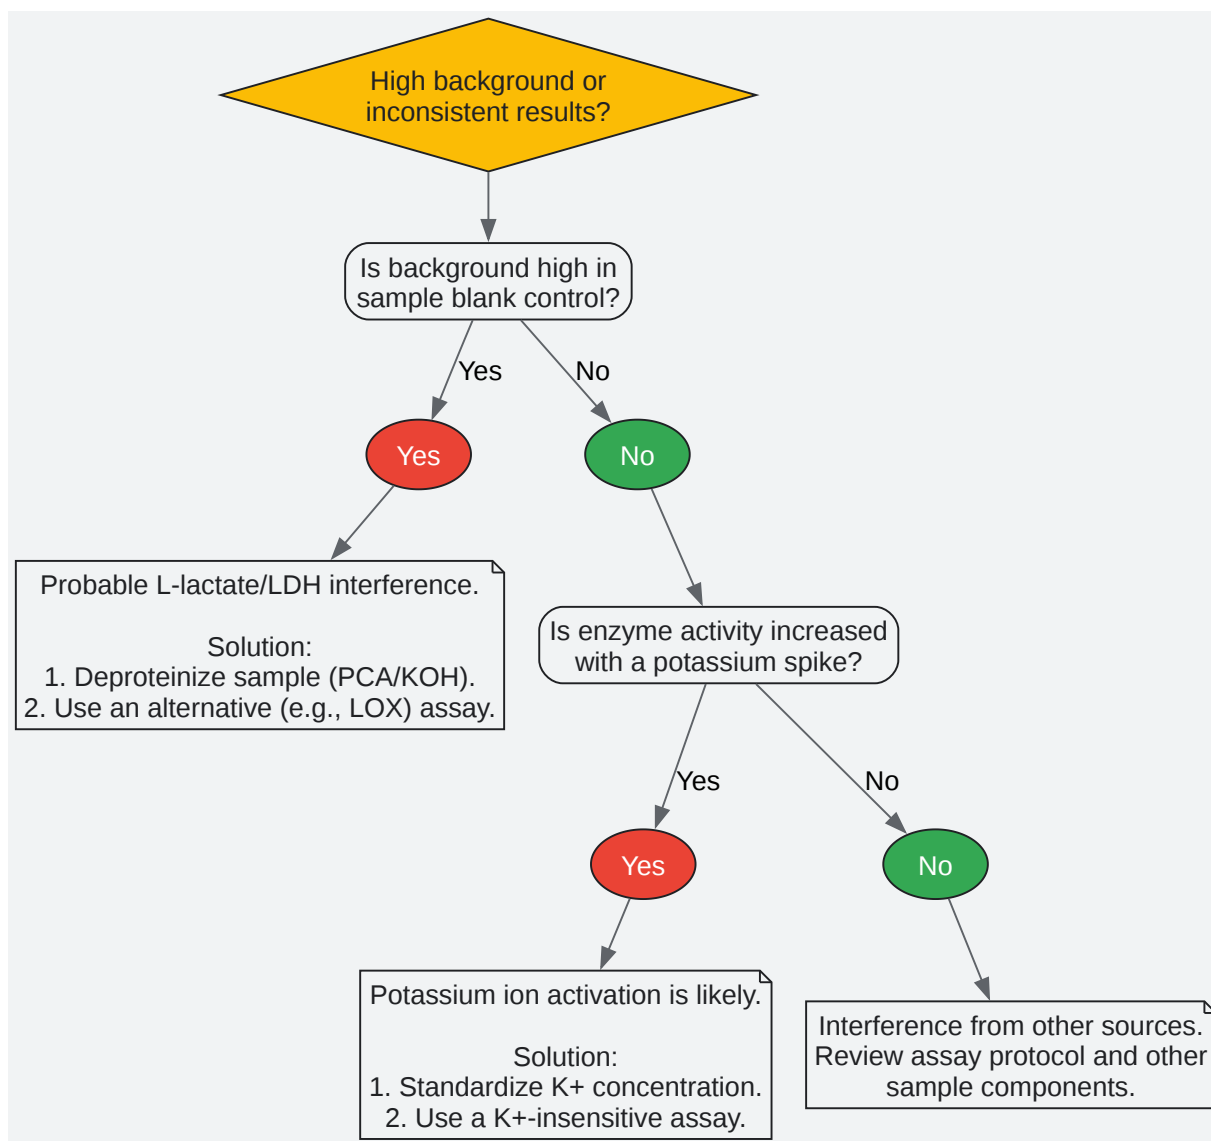 High background or
inconsistent results?
Is background high in
sample blank control?
Yes
No
Yes
No
Probable L-lactate/LDH interference.
Solution:
1. Deproteinize sample (PCA/KOH).
2. Use an alternative (e.g., LOX) assay.
Is enzyme activity increased
with a potassium spike?
Yes
No
Yes
No
Potassium ion activation is likely.
Solution:
1. Standardize K+ concentration.
2. Use a K+-insensitive assay.
Interference from other sources.
Review assay protocol and other
sample components.